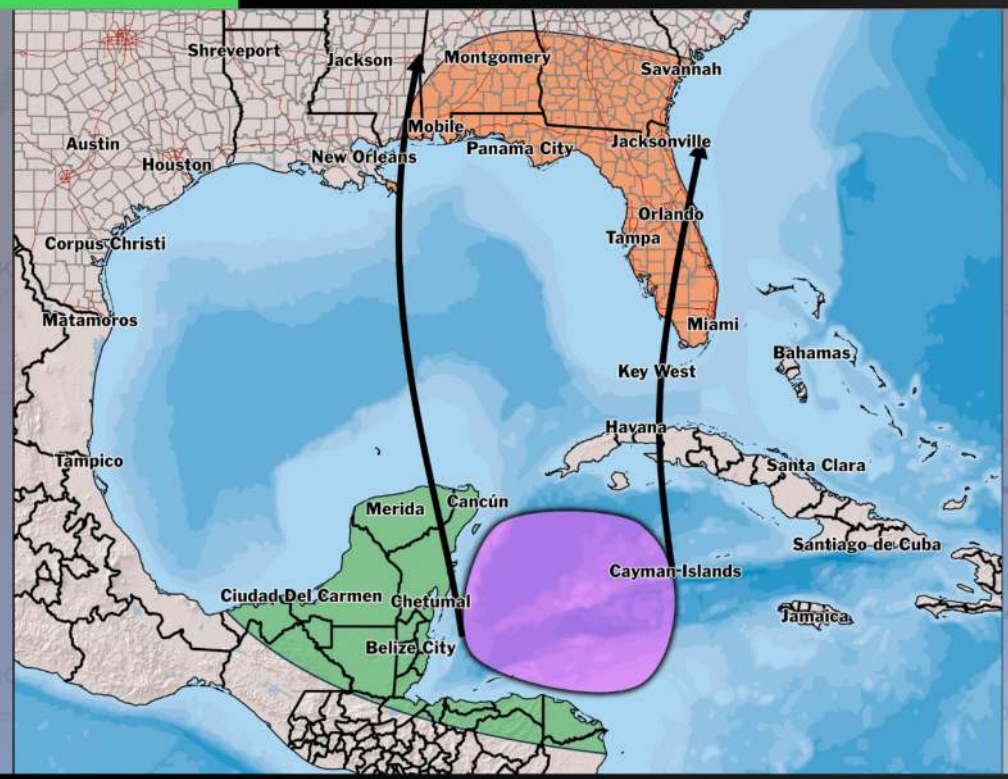 Shreveport
Jackson
Montgomery
Savannah
Mobile
Austin
Houston
New Orleans
Panama City
Jacksonville
Corpus Christi
Orlando
Tampa
Matamoros
Miami
Bahamas
Key West
Havana
Tampico
Santa Clara
Merida
Cancún
Santiago de Cuba
Cayman Islands
Ciudad Del Carmen
Chetumal
Jamaica
Belize City